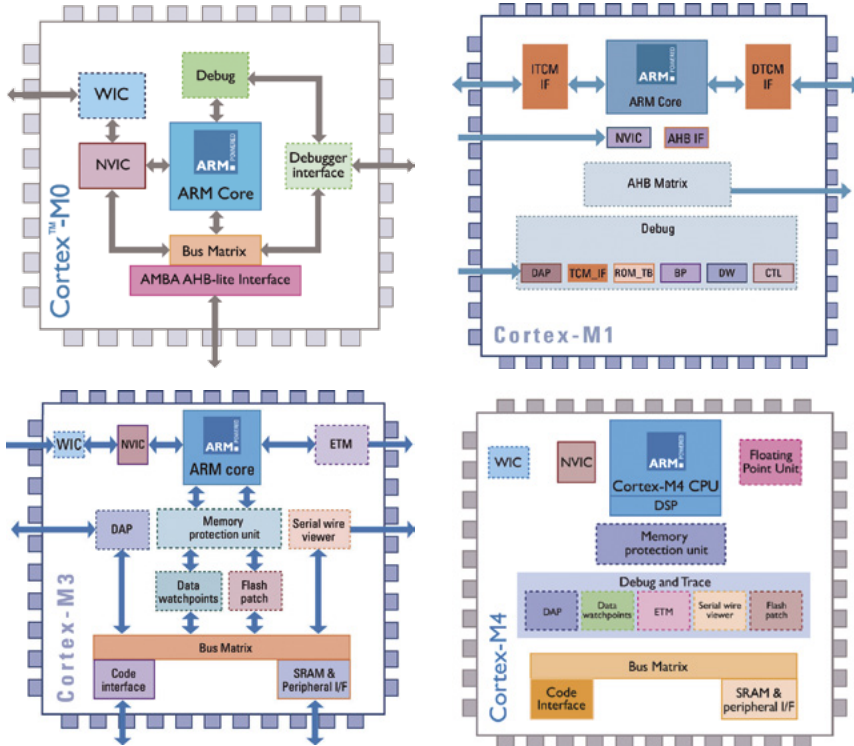 WIC
Debug
NVIC
ARM
POWERED
ARM Core
Debugger
interface
Bus Matrix
AMBA AHB-lite Interface
Cortex™-M0
ITCM
IF
ARM
POWERED
ARM Core
DTCM
IF
NVIC
AHB IF
AHB Matrix
Debug
DAP
TCM_IF
ROM_TB
BP
DW
CTL
Cortex-M1
WIC
NVIC
ARM
POWERED
ARM core
ETM
DAP
Memory
protection unit
Serial wire
viewer
Data
watchpoints
Flash
patch
Bus Matrix
Code
interface
SRAM &
Peripheral I/F
Cortex-M3
WIC
NVIC
ARM
POWERED
Cortex-M4 CPU
DSP
Floating
Point Unit
Memory
protection unit
Debug and Trace
DAP
Data
watchpoints
ETM
Serial wire
viewer
Flash
patch
Bus Matrix
Code
Interface
SRAM &
peripheral I/F
Cortex-M4